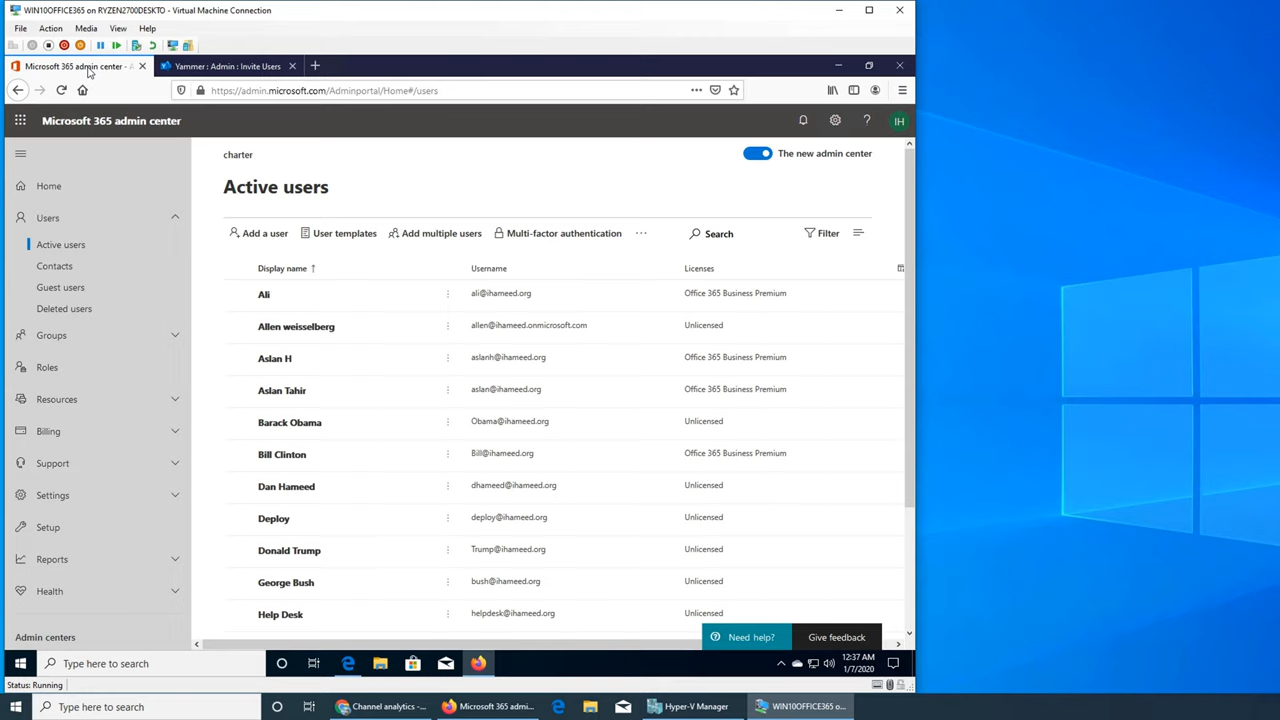 WIN10OFFICE365 on RYZEN2700DESKTO - Virtual Machine Connection
File Action Media View Help
Microsoft 365 admin center - A
Yammer : Admin : Invite Users
https://admin.microsoft.com/Adminportal/Home#/users
Microsoft 365 admin center
IH
charter
The new admin center
Home
Active users
Users
Add a user
User templates
Add multiple users
Multi-factor authentication
Search
Filter
Active users
Contacts
Guest users
Deleted users
Groups
Roles
Resources
Billing
Support
Settings
Setup
Reports
Health
Admin centers
Display name ↑ Username Licenses
Ali ali@ihameed.org Office 365 Business Premium
Allen weisselberg allen@ihameed.onmicrosoft.com Unlicensed
Aslan H aslanh@ihameed.org Office 365 Business Premium
Aslan Tahir aslan@ihameed.org Office 365 Business Premium
Barack Obama Obama@ihameed.org Unlicensed
Bill Clinton Bill@ihameed.org Office 365 Business Premium
Dan Hameed dhameed@ihameed.org Unlicensed
Deploy deploy@ihameed.org Unlicensed
Donald Trump Trump@ihameed.org Unlicensed
George Bush bush@ihameed.org Unlicensed
Help Desk helpdesk@ihameed.org Unlicensed
Need help?
Give feedback
Type here to search
12:37 AM
1/7/2020
Status: Running
Type here to search
Channel analytics -...
Microsoft 365 admi...
Hyper-V Manager
WIN10OFFICE365 o...